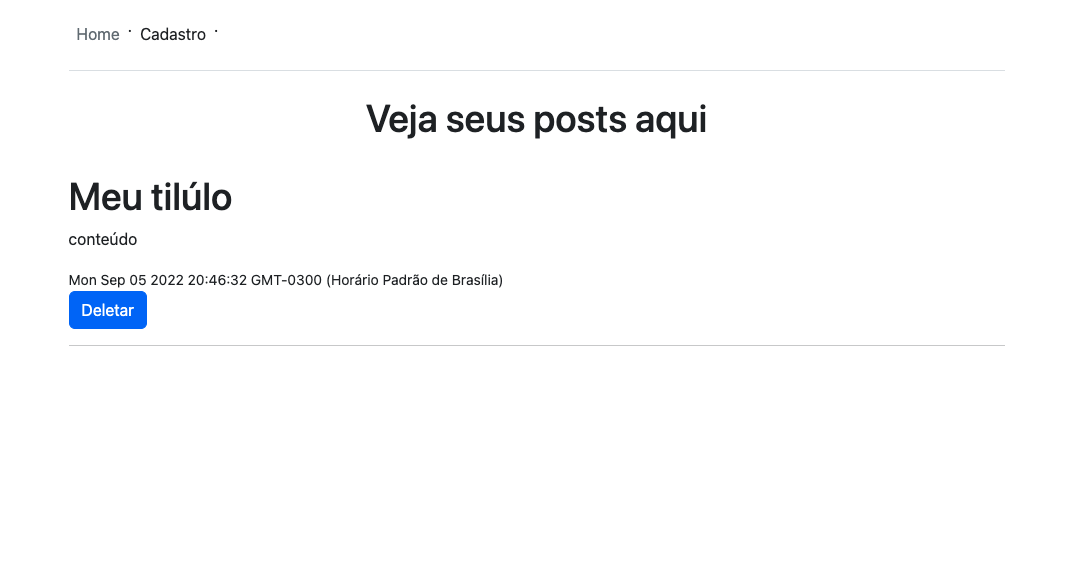 Home · Cadastro ·
Veja seus posts aqui
Meu tilúlo
conteúdo
Mon Sep 05 2022 20:46:32 GMT-0300 (Horário Padrão de Brasília)
Deletar